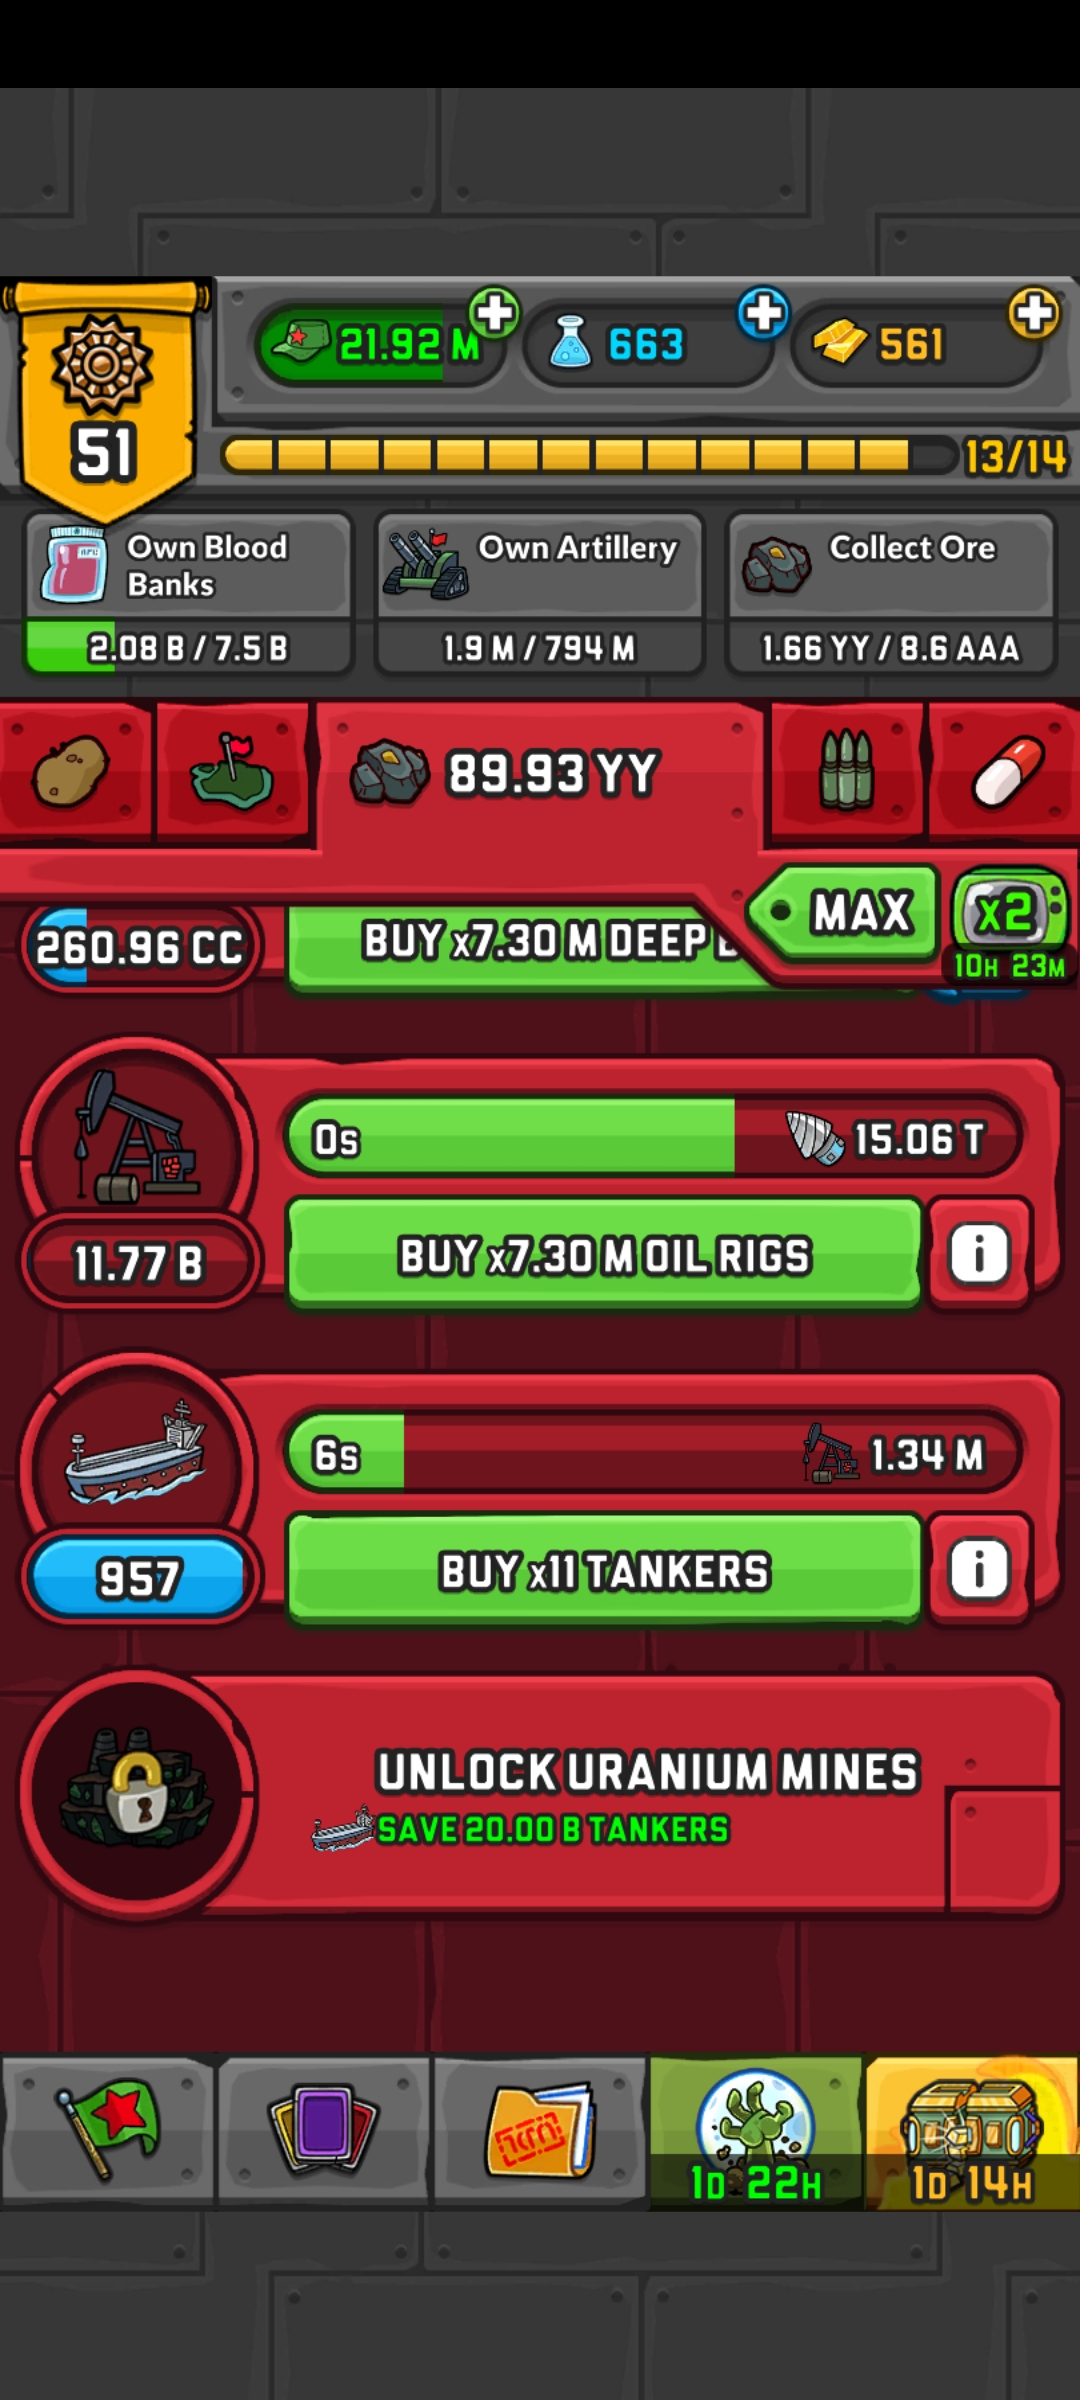 21.92 M
663
561
51
13/14
Own Blood
Banks
2.08 B / 7.5 B
Own Artillery
1.9 M / 794 M
Collect Ore
1.66 YY / 8.6 AAA
89.93 YY
MAX
x2
10H 23M
260.96 CC
BUY x7.30 M DEEP
0s
15.06 T
11.77 B
BUY x7.30 M OIL RIGS
i
6s
1.34 M
957
BUY x11 TANKERS
i
UNLOCK URANIUM MINES
SAVE 20.00 B TANKERS
1D 22H
1D 14H